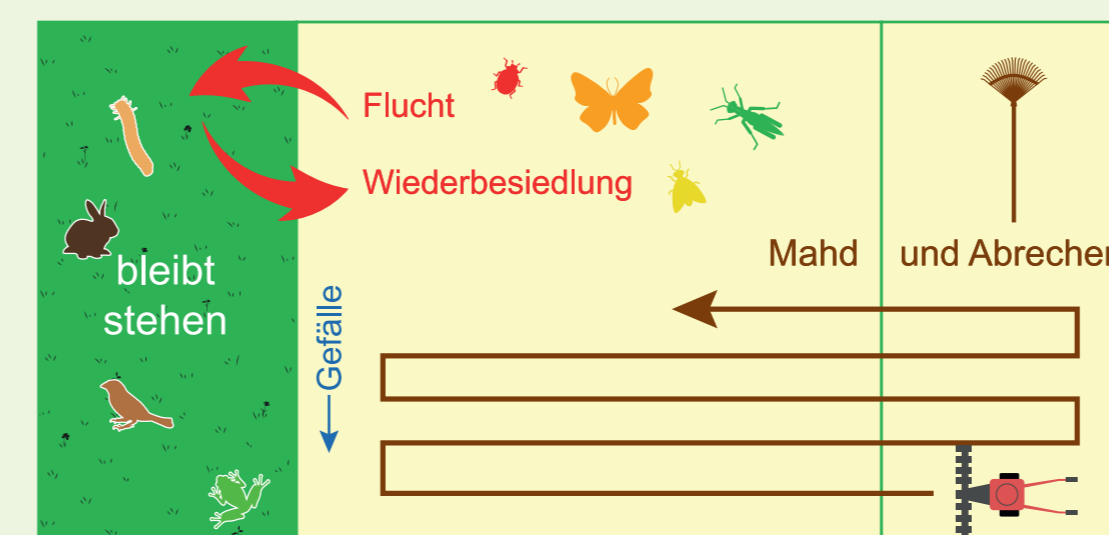 Flucht
Wiederbesiedlung
bleibt
stehen
Gefälle
Mahd
und Abrechen